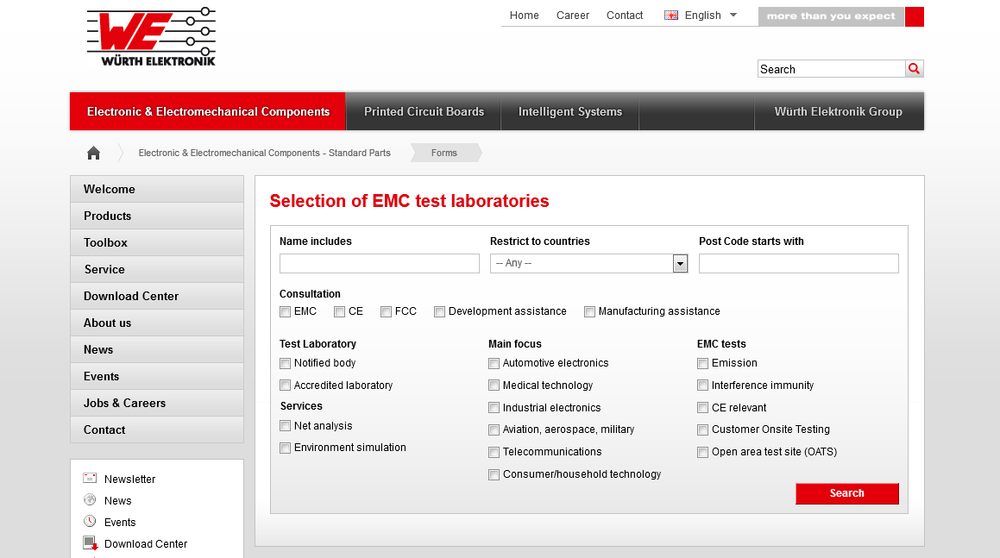 Home Career Contact English more than you expect
WE
WÜRTH ELEKTRONIK
Search
Electronic & Electromechanical Components Printed Circuit Boards Intelligent Systems Würth Elektronik Group
Electronic & Electromechanical Components - Standard Parts Forms
Welcome
Products
Toolbox
Service
Download Center
About us
News
Events
Jobs & Careers
Contact
Newsletter
News
Events
Download Center
Selection of EMC test laboratories
Name includes Restrict to countries Post Code starts with
-- Any --
Consultation
EMC CE FCC Development assistance Manufacturing assistance
Test Laboratory Main focus EMC tests
Notified body Automotive electronics Emission
Accredited laboratory Medical technology Interference immunity
Services Industrial electronics CE relevant
Net analysis Aviation, aerospace, military Customer Onsite Testing
Environment simulation Telecommunications Open area test site (OATS)
Consumer/household technology
Search